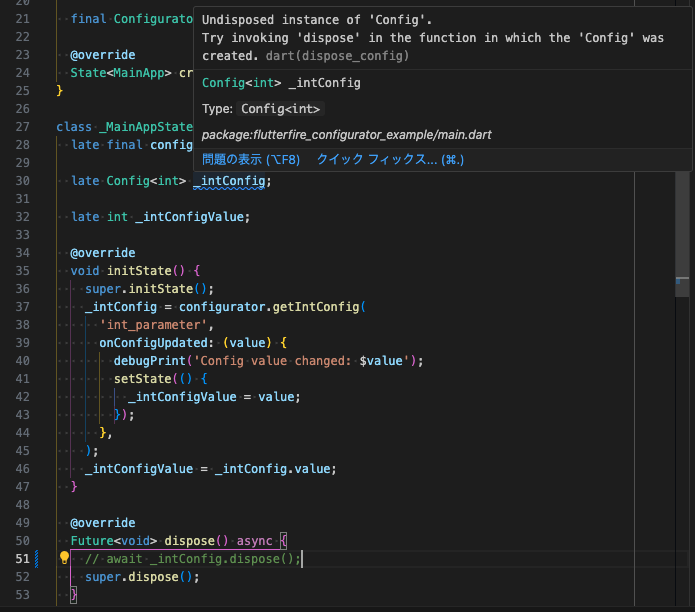 20
21 final Configurato
22
23 @override
24 State<MainApp> cr
25 }
26
27 class _MainAppState
28 late final config
29
30 late Config<int> _intConfig;
31
32 late int _intConfigValue;
33
34 @override
35 void initState() {
36 super.initState();
37 _intConfig = configurator.getIntConfig(
38 'int_parameter',
39 onConfigUpdated: (value) {
40 debugPrint('Config value changed: $value');
41 setState(() {
42 _intConfigValue = value;
43 });
44 },
45 );
46 _intConfigValue = _intConfig.value;
47 }
48
49 @override
50 Future<void> dispose() async {
51 // await _intConfig.dispose();
52 super.dispose();
53 }
Undisposed instance of 'Config'.
Try invoking 'dispose' in the function in which the 'Config' was
created. dart(dispose_config)
Config<int> _intConfig
Type: Config<int>
package:flutterfire_configurator_example/main.dart
問題の表示 (⌥F8) クイック フィックス... (⌘.)